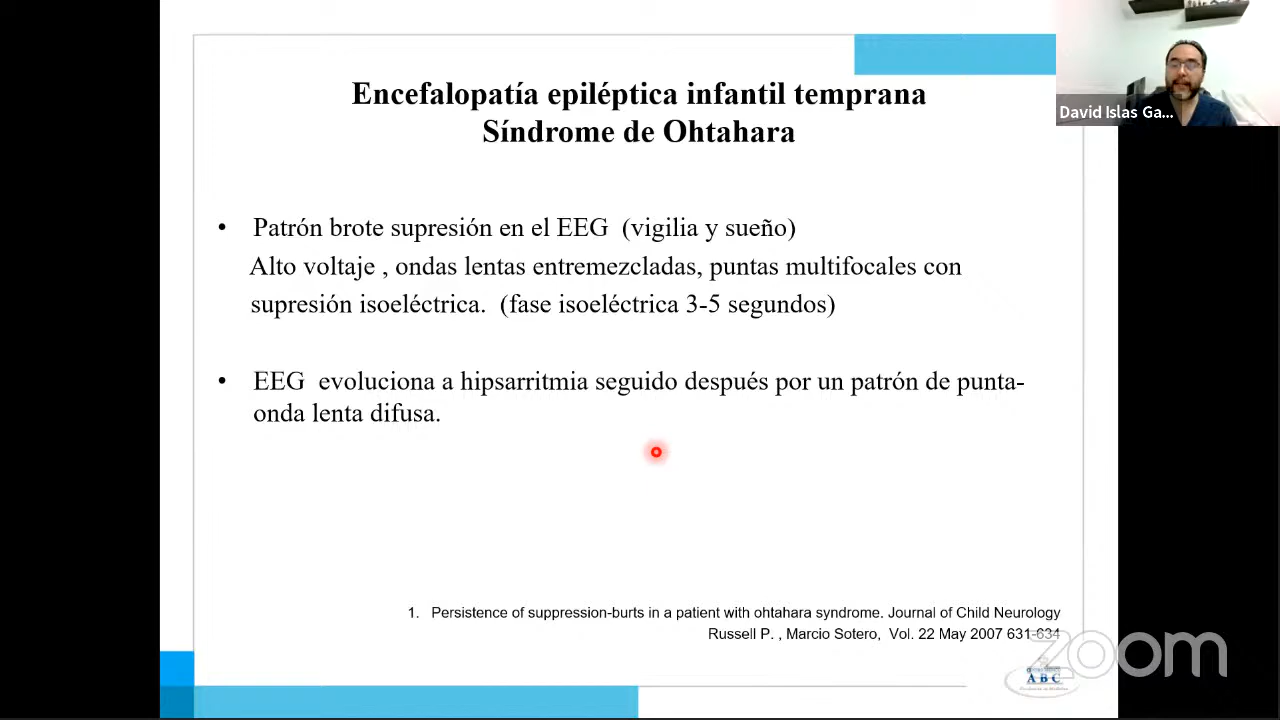 Encefalopatía epiléptica infantil temprana
Síndrome de Ohtahara
David Islas Ga...
• Patrón brote supresión en el EEG (vigilia y sueño)
Alto voltaje , ondas lentas entremezcladas, puntas multifocales con
supresión isoeléctrica. (fase isoeléctrica 3-5 segundos)
• EEG evoluciona a hipsarritmia seguido después por un patrón de punta-
onda lenta difusa.
1. Persistence of suppression-burts in a patient with ohtahara syndrome. Journal of Child Neurology
Russell P. , Marcio Sotero, Vol. 22 May 2007 631-634
zoom
ABC